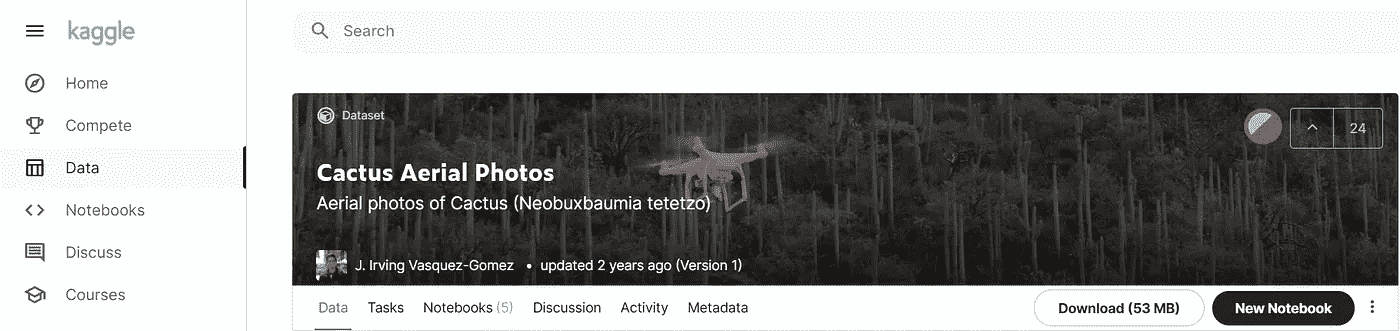 kaggle
Search
Home
Compete
Data
Notebooks
Discuss
Courses
Dataset
24
Cactus Aerial Photos
Aerial photos of Cactus (Neobuxbaumia tetetzo)
J. Irving Vasquez-Gomez • updated 2 years ago (Version 1)
Data Tasks Notebooks (5) Discussion Activity Metadata Download (53 MB) New Notebook